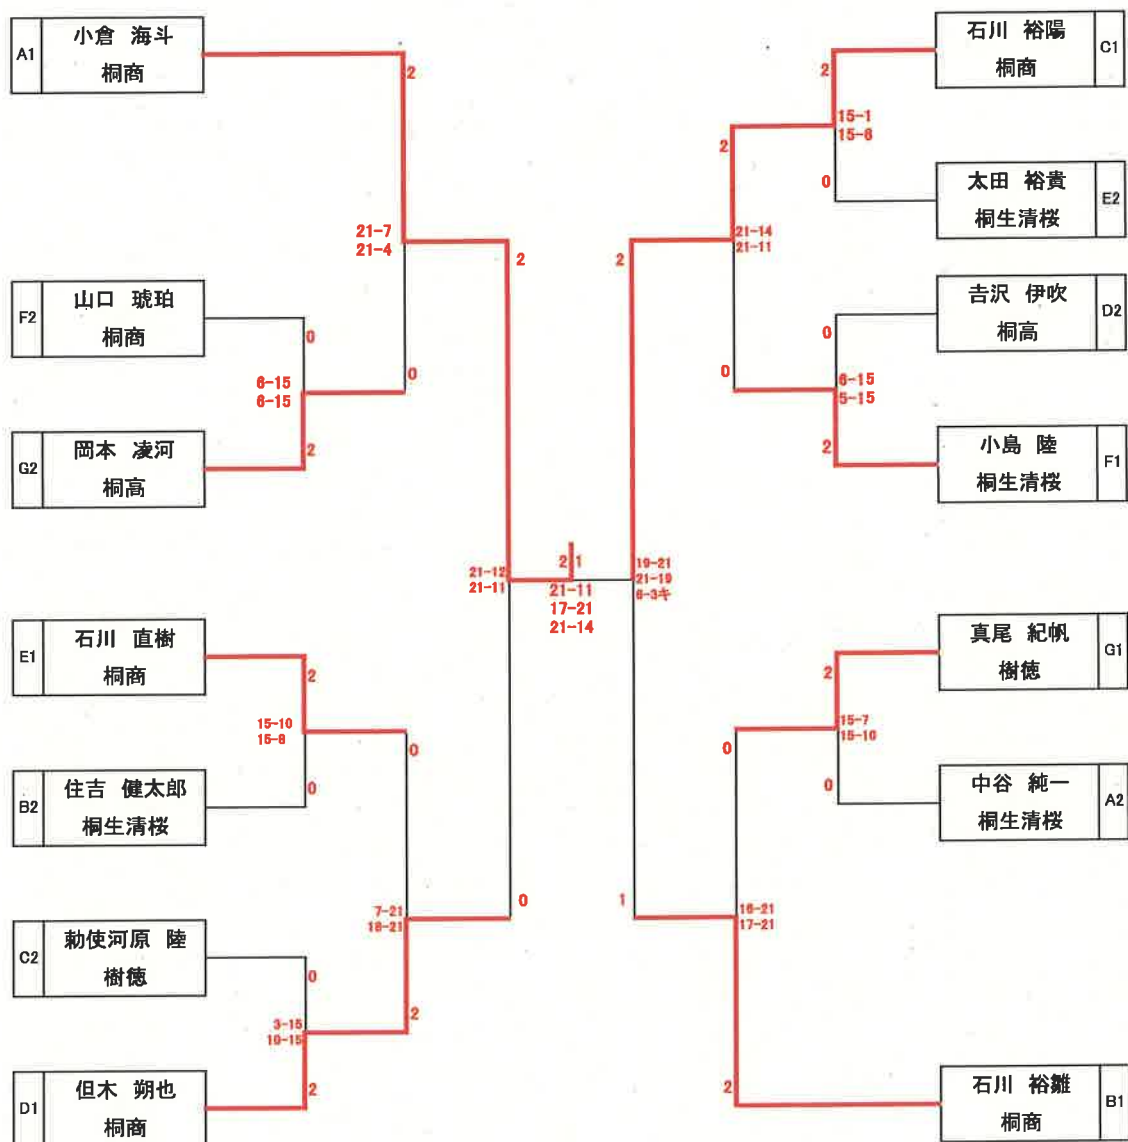 A1
小倉 海斗
桐商
2
21-7
21-4
F2
山口 琥珀
桐商
0
6-15
6-15
0
2
G2
岡本 凌河
桐高
2
21-12
21-11
E1
石川 直樹
桐商
2
15-10
15-8
0
0
B2
住吉 健太郎
桐生清桜
C2
勅使河原 陸
樹徳
0
3-15
10-15
2
7-21
18-21
2
0
D1
但木 朔也
桐商
2 1
21-11
17-21
21-14
石川 裕陽
桐商
C1
2
15-1
15-6
0
太田 裕貴
桐生清桜
E2
2
21-14
21-11
0
吉沢 伊吹
桐高
D2
0
6-15
5-15
2
小島 陸
桐生清桜
F1
2
19-21
21-19
6-3キ
1
真尾 紀帆
樹徳
G1
2
15-7
15-10
0
中谷 純一
桐生清桜
A2
0
16-21
17-21
2
石川 裕雛
桐商
B1